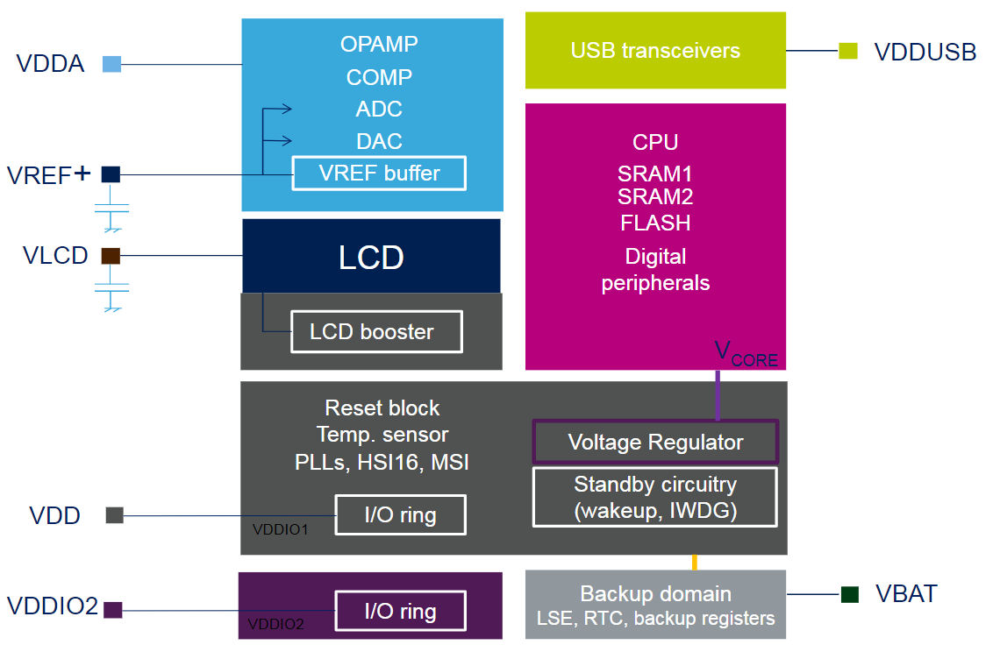 VDDA
OPAMP
COMP
ADC
DAC
VREF+
VREF buffer
VLCD
LCD
LCD booster
USB transceivers
VDDUSB
CPU
SRAM1
SRAM2
FLASH
Digital
peripherals
VCORE
Reset block
Temp. sensor
PLLs, HSI16, MSI
Voltage Regulator
Standby circuitry
(wakeup, IWDG)
VDD
VDDIO1
I/O ring
VDDIO2
VDDIO2
I/O ring
Backup domain
LSE, RTC, backup registers
VBAT